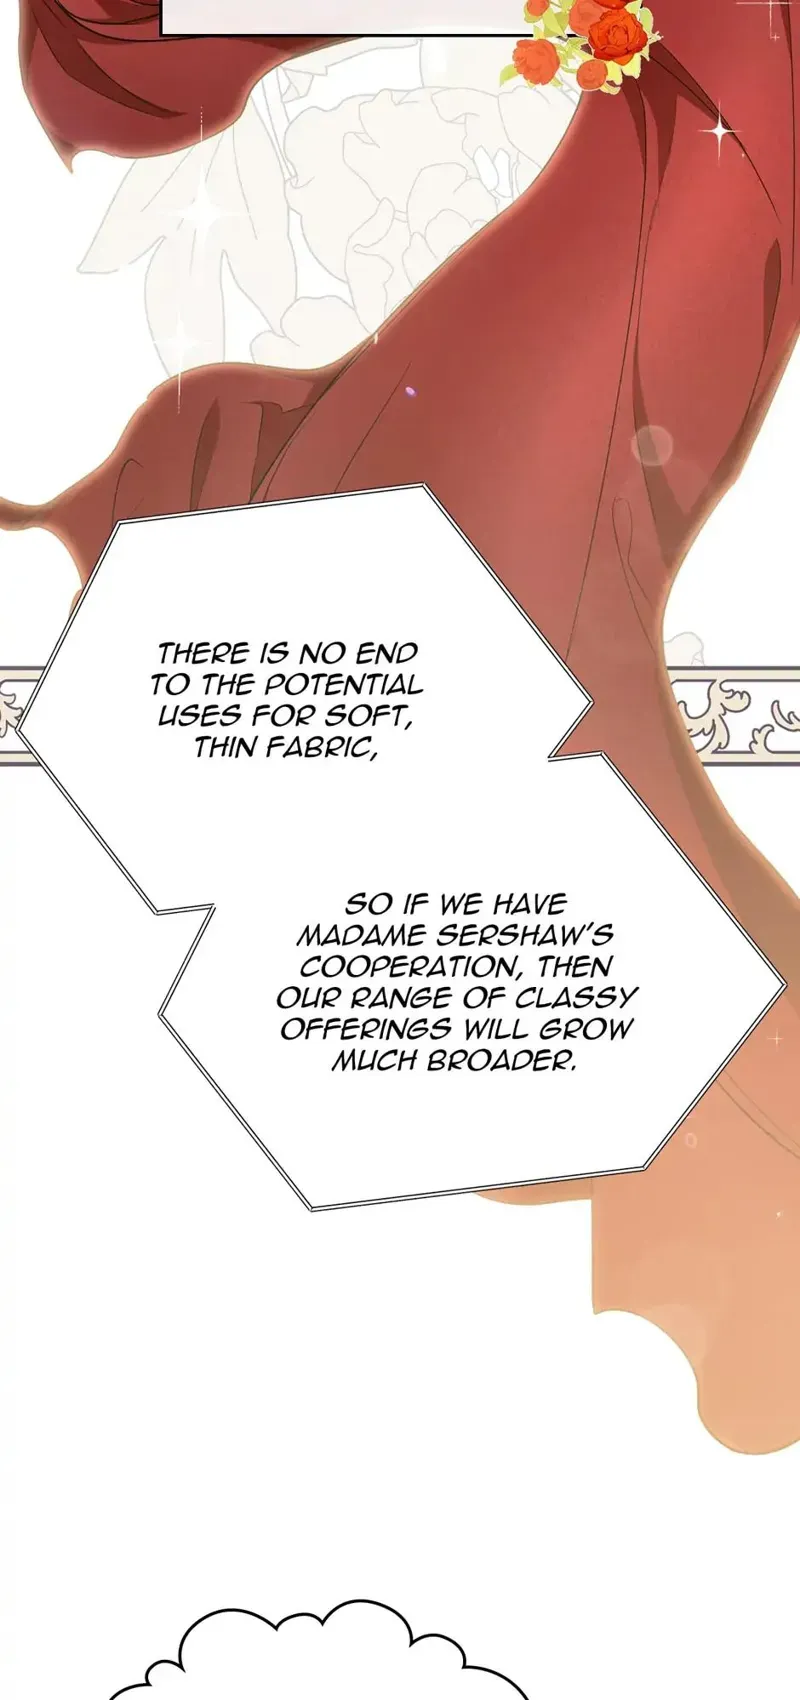 THERE IS NO END
TO THE POTENTIAL
USES FOR SOFT,
THIN FABRIC,
SO IF WE HAVE
MADAME SERSHAW'S
COOPERATION, THEN
OUR RANGE OF CLASSY
OFFERINGS WILL GROW
MUCH BROADER.